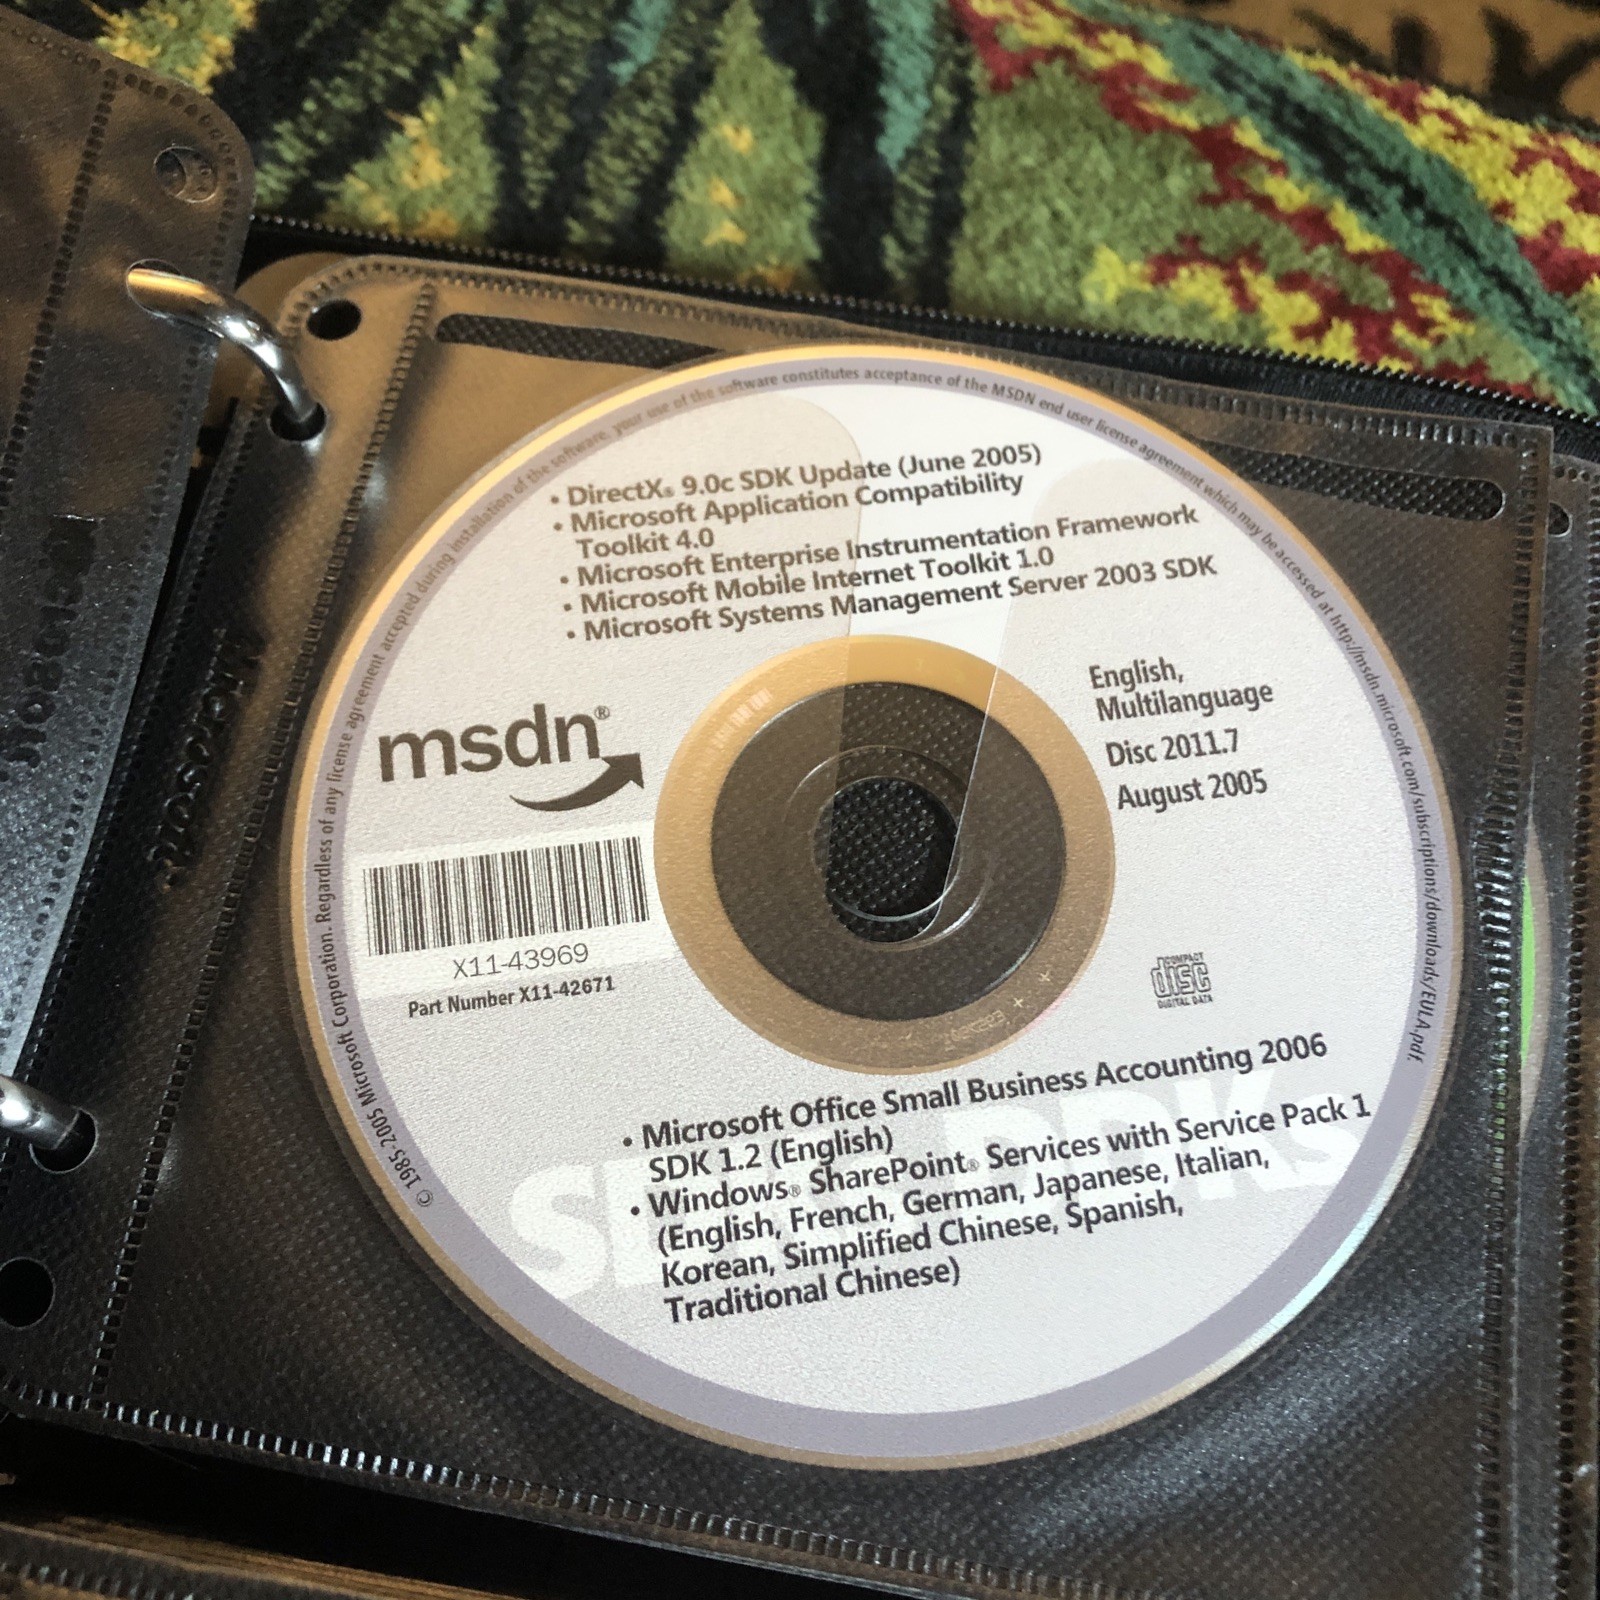 © 1985-2005 Microsoft Corporation. Regardless of any license agreement accepted during installation of the software, your use of the software constitutes acceptance of the MSDN end user license agreement which may be accessed at http://msdn.microsoft.com/subscriptions/downloads/EULA.pdf.
• DirectX® 9.0c SDK Update (June 2005)
• Microsoft Application Compatibility
Toolkit 4.0
• Microsoft Enterprise Instrumentation Framework
• Microsoft Mobile Internet Toolkit 1.0
• Microsoft Systems Management Server 2003 SDK
msdn®
English,
Multilanguage
Disc 2011.7
August 2005
X11-43969
Part Number X11-42671
COMPACT
disc
DIGITAL DATA
• Microsoft Office Small Business Accounting 2006
SDK 1.2 (English)
• Windows® SharePoint® Services with Service Pack 1
(English, French, German, Japanese, Italian,
Korean, Simplified Chinese, Spanish,
Traditional Chinese)
Microsoft